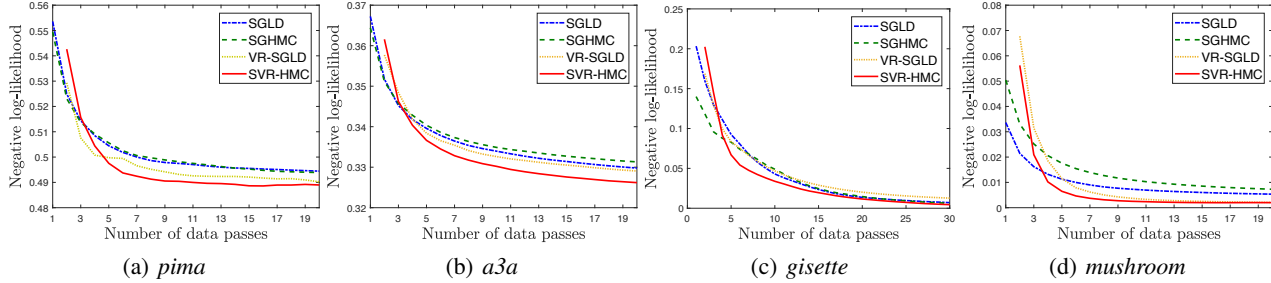 0.56
0.55
0.54
0.53
0.52
0.51
0.5
0.49
0.48
Negative log-likelihood
SGLD
SGHMC
VR-SGLD
SVR-HMC
1 3 5 7 9 11 13 15 17 19
Number of data passes
(a) pima
0.37
0.36
0.35
0.34
0.33
0.32
Negative log-likelihood
SGLD
SGHMC
VR-SGLD
SVR-HMC
1 3 5 7 9 11 13 15 17 19
Number of data passes
(b) a3a
0.25
0.2
0.15
0.1
0.05
0
Negative log-likelihood
SGLD
SGHMC
VR-SGLD
SVR-HMC
0 5 10 15 20 25 30
Number of data passes
(c) gisette
0.08
0.07
0.06
0.05
0.04
0.03
0.02
0.01
0
Negative log-likelihood
SGLD
SGHMC
VR-SGLD
SVR-HMC
1 3 5 7 9 11 13 15 17 19
Number of data passes
(d) mushroom